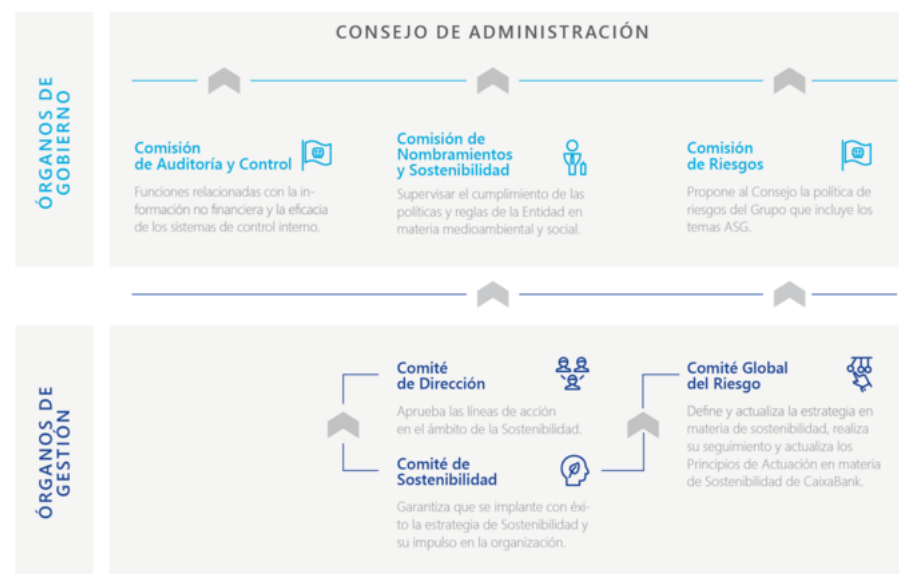 CONSEJO DE ADMINISTRACIÓN
ÓRGANOS DE
GOBIERNO
Comisión
de Auditoría y Control
Funciones relacionadas con la in-
formación no financiera y la eficacia
de los sistemas de control interno.
Comisión de
Nombramientos
y Sostenibilidad
Supervisar el cumplimiento de las
políticas y reglas de la Entidad en
materia medioambiental y social.
Comisión
de Riesgos
Propone al Consejo la política de
riesgos del Grupo que incluye los
temas ASG.
ÓRGANOS DE
GESTIÓN
Comité
de Dirección
Aprueba las líneas de acción
en el ámbito de la Sostenibilidad.
Comité de
Sostenibilidad
Garantiza que se implante con éxi-
to la estrategia de Sostenibilidad y
su impulso en la organización.
Comité Global
del Riesgo
Define y actualiza la estrategia en
materia de sostenibilidad, realiza
su seguimiento y actualiza los
Principios de Actuación en materia
de Sostenibilidad de CaixaBank.